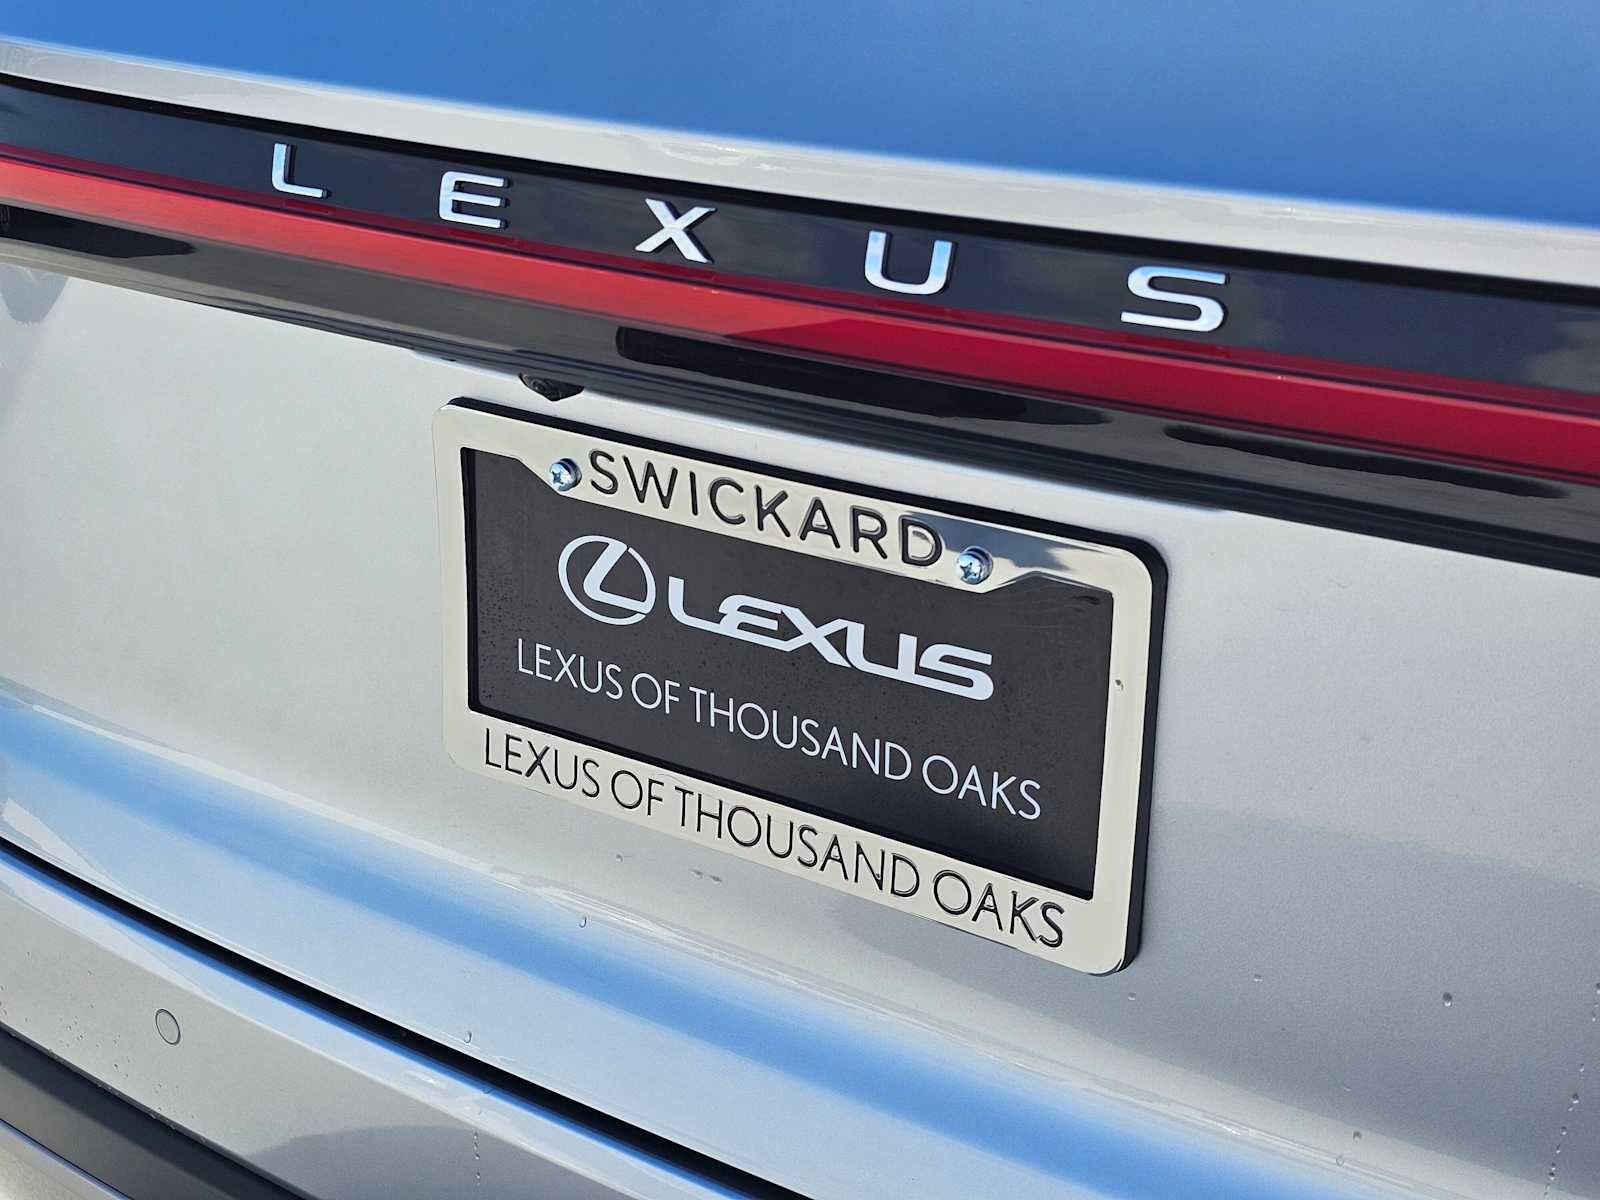 LEXUS
SWICKARD
LEXUS
LEXUS OF THOUSAND OAKS
LEXUS OF THOUSAND OAKS